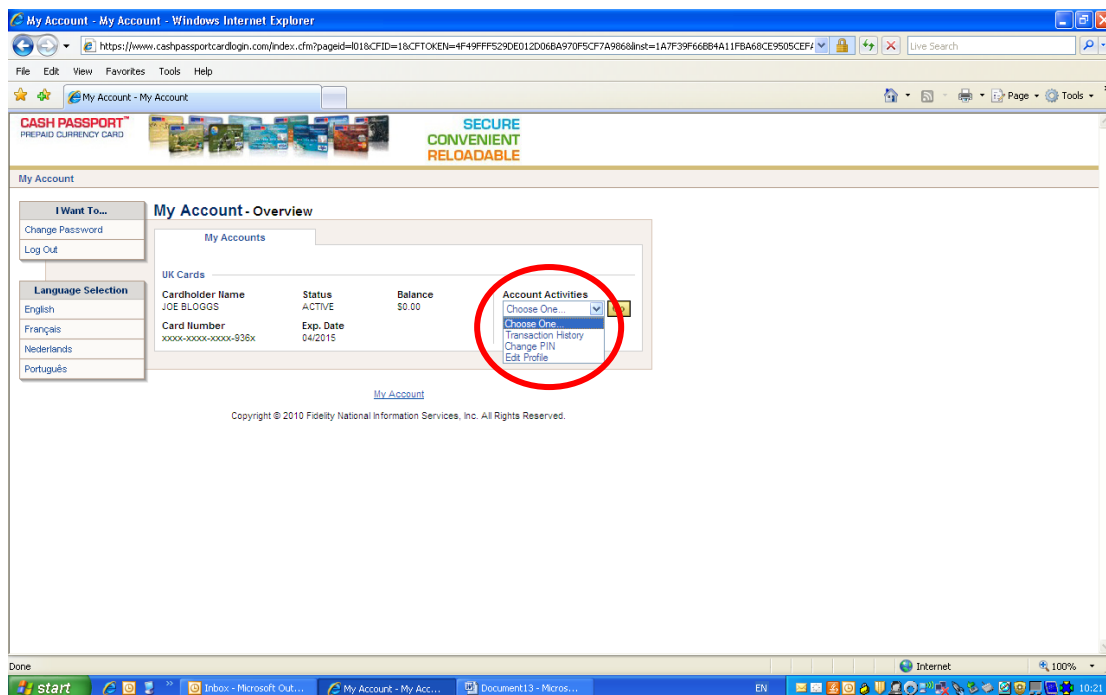 My Account - My Account - Windows Internet Explorer
https://www.cashpassportcardlogin.com/index.cfm?pageid=l01&CFID=1&CFTOKEN=4F49FFF529DE012D06BA970F5CF7A986&inst=1A7F39F66BB4A11FBA68CE9505CEF4
Live Search
File Edit View Favorites Tools Help
My Account - My Account
Page Tools
CASH PASSPORT™
PREPAID CURRENCY CARD
SECURE
CONVENIENT
RELOADABLE
My Account
I Want To...
Change Password
Log Out
Language Selection
English
Français
Nederlands
Português
My Account - Overview
My Accounts
UK Cards
Cardholder Name Status Balance Account Activities
JOE BLOGGS ACTIVE $0.00 Choose One...
Card Number Exp. Date
xxxx-xxxx-xxxx-936x 04/2015
Choose One...
Transaction History
Change PIN
Edit Profile
My Account
Copyright © 2010 Fidelity National Information Services, Inc. All Rights Reserved.
Done Internet 100%
start Inbox - Microsoft Out... My Account - My Acc... Document13 - Micros... EN 10:21